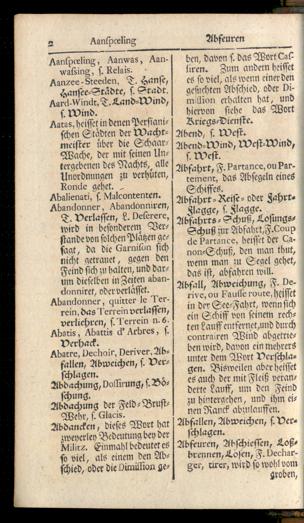 2 Aanspœling Abfeuren
Aanspœling, Aanwas, Aan-
wassing, s. Relais.
Aanzee-Steeden, T. Hanse,
Hansee-Städte, s. Stadt.
Aard-Windt, T. Land-Wind,
s. Wind.
Aatas, heisset in denen Persiani-
schen Städten der Wacht-
meister über die Schaar-
Wache, der mit seinen Un-
tergebenen des Nachts, alle
Unordnungen zu verhüten,
Ronde gehet.
Abalienati, s. Malcontenten.
Abandonner, Abandonniren,
T. Verlassen, L. Deserere,
wird in besonderem Ver-
stande von solchen Plätzen ge-
sagt, da die Garnison sich
nicht getrauet, gegen den
Feind sich zu halten, und dar-
um dieselben in Zeiten aban-
donniret, oder verlässet.
Abandonner, quitter le Ter-
rein, das Terrein verlassen,
verliehren, s. Terrein n. 6.
Abatis, Abattis d'Arbres, s.
Verhack.
Abatre, Dechoir, Deriver, Ab-
fallen, Abweichen, s. Ver-
schlagen.
Abdachung, Dossirung, s. Bö-
schung.
Abdachung der Feld-Brust-
Wehr, s. Glacis.
Abdancken, dieses Wort hat
zweyerley Bedeutung bey der
Militz. Einmahl bedeutet es
so viel, als einem den Ab-
schied, oder die Dimission ge-
ben, davon s. das Wort Cas-
siren. Zum andern heisset
es so viel, als wenn einer den
gesuchten Abschied, oder Di-
mission erhalten hat, und
hiervon siehe das Wort
Kriegs-Dienste.
Abend, s. West.
Abend-Wind, West-Wind,
s. West.
Abfahrt, F. Partance, ou Par-
tement, das Absegeln eines
Schiffes.
Abfahrt-Reise- oder Fahrt-
Flagge, s. Flagge.
Abfahrts-Schuß, Losungs-
Schuß zur Abfahrt, F. Coup
de Partance, heisset der Ca-
non-Schuß, den man thut,
wenn man zu Segel gehet,
das ist, abfahren will.
Abfall, Abweichung, F. De-
rive, ou Fausse route, heisset
in der See-Fahrt, wenn sich
ein Schiff von seinem rech-
ten Lauff entfernet, und durch
contrairen Wind abgetrie-
ben wird, davon ein mehrers
unter dem Wort Verschla-
gen. Bisweilen aber heisset
es auch der mit Fleiß veran-
derte Lauff, um den Feind
zu hintergehen, und ihm ei-
nen Ranck abzulauffen.
Abfallen, Abweichen, s. Ver-
schlagen.
Abfeuren, Abschiessen, Loß-
brennen, Lösen, F. Dechar-
ger, tirer, wird so wohl vom
groben,